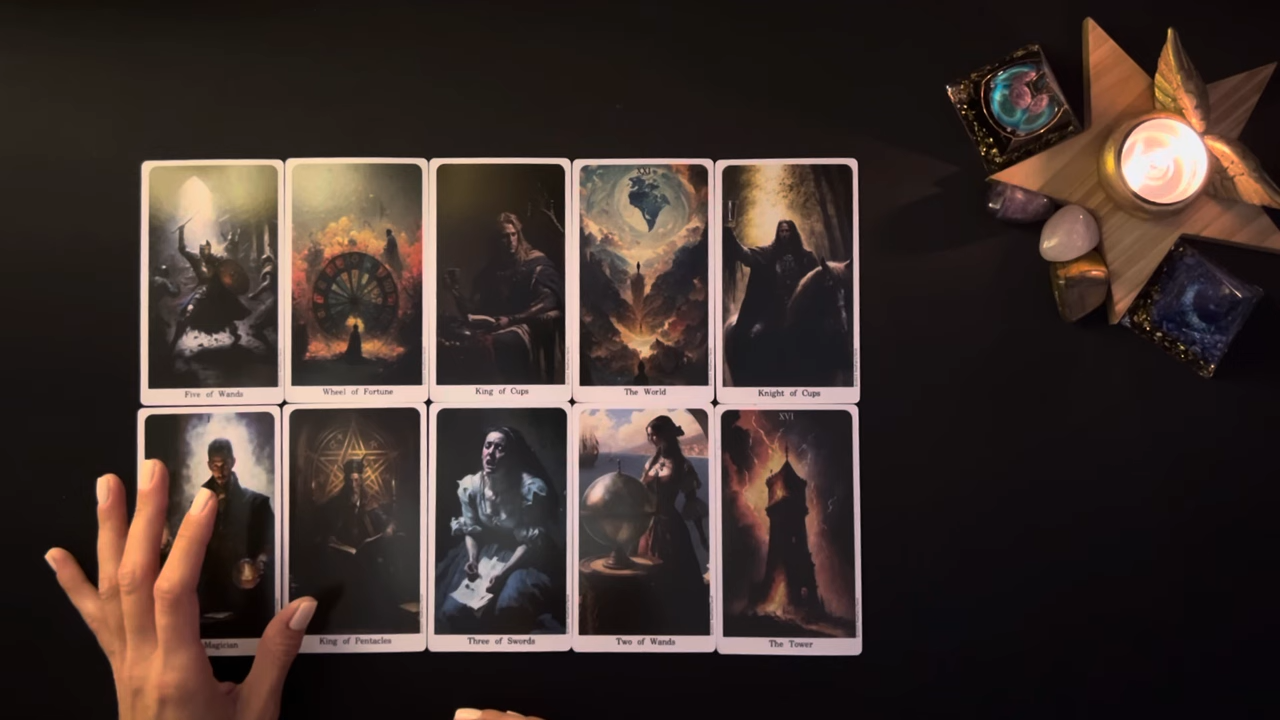 XXI
Five of Wands
Wheel of Fortune
King of Cups
The World
Knight of Cups
XVI
Magician
King of Pentacles
Three of Swords
Two of Wands
The Tower